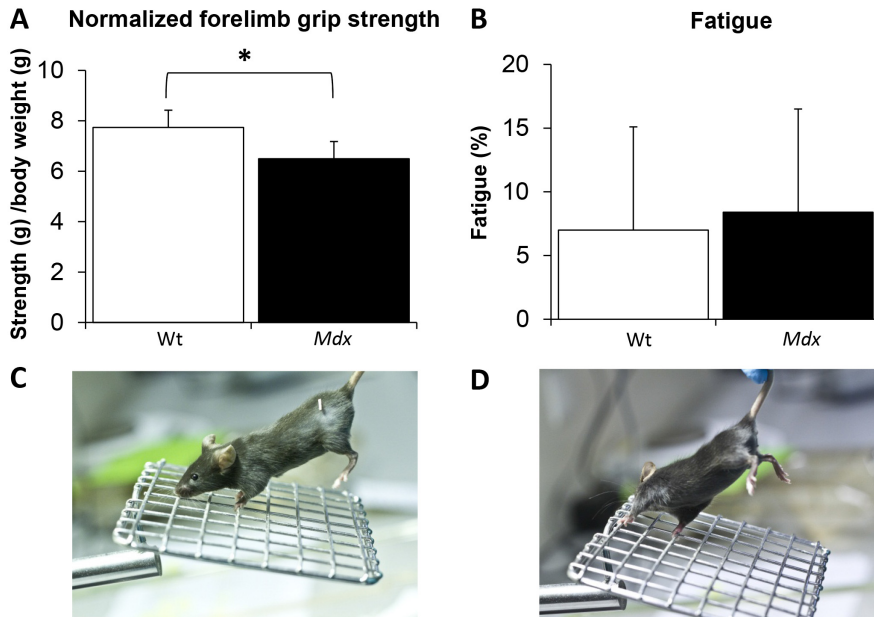 A
Normalized forelimb grip strength
*
Strength (g) /body weight (g)
10
8
6
4
2
0
Wt
Mdx
B
Fatigue
Fatigue (%)
20
15
10
5
0
Wt
Mdx
C
D